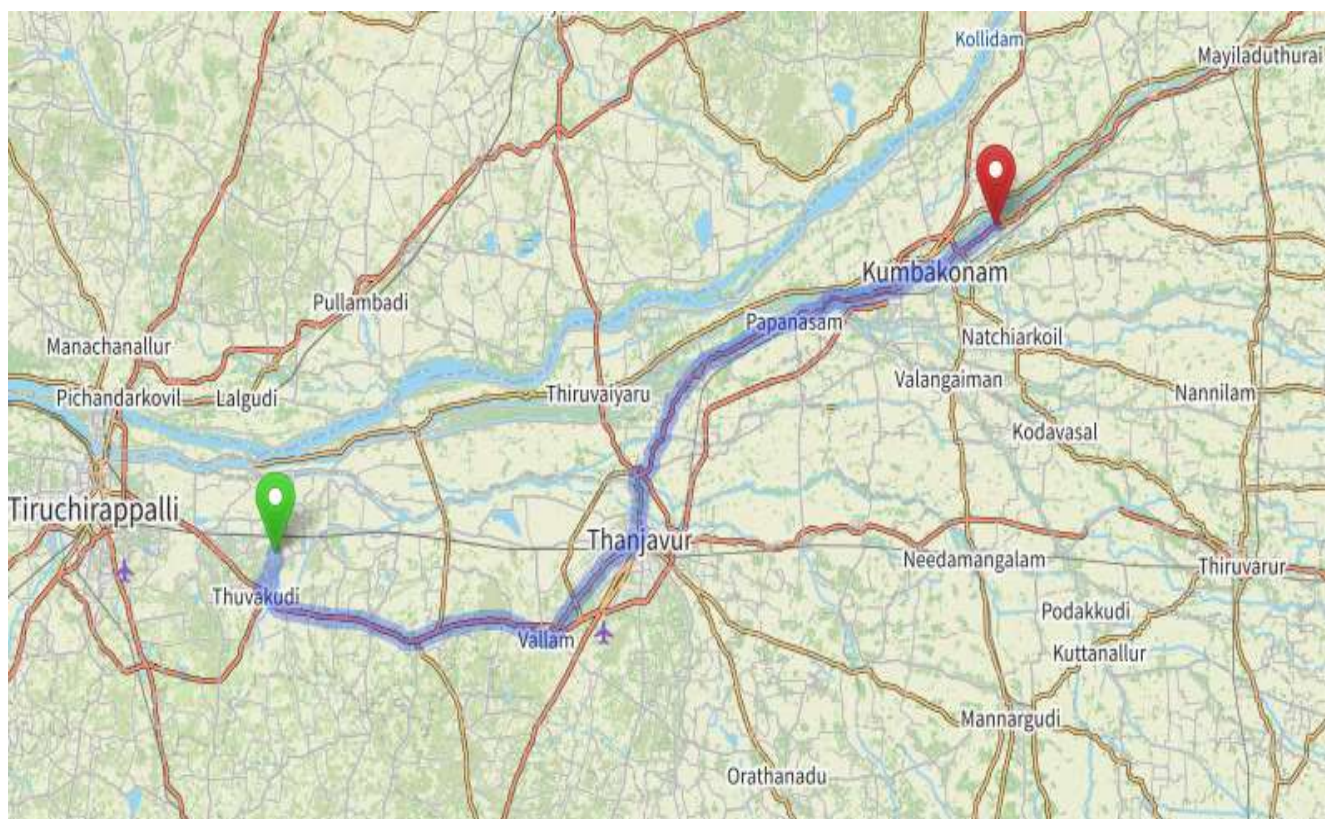 Kollidam
Mayiladuthurai
Kumbakonam
Pullambadi
Papanasam
Natchiarkoil
Manachanallur
Valangaiman
Pichandarkovil
Lalgudi
Thiruvaiyaru
Nannilam
Kodavasal
Tiruchirappalli
Thanjavur
Needamangalam
Thiruvarur
Thuvakudi
Podakkudi
Vallam
Kuttanallur
Mannargudi
Orathanadu